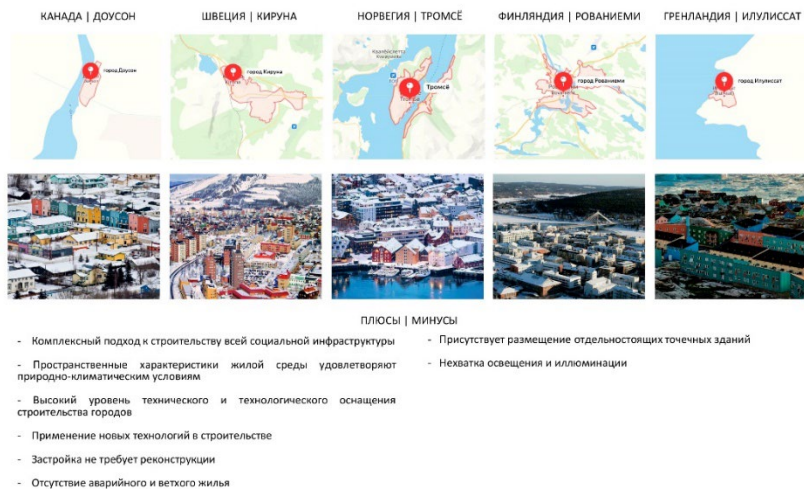 КАНАДА | ДОУСОН
ШВЕЦИЯ | КИРУНА
НОРВЕГИЯ | ТРОМСЁ
ФИНЛЯНДИЯ | РОВАНИЕМИ
ГРЕНЛАНДИЯ | ИЛУЛИССАТ
город Доусон
город Кируна
Тромсё
город Рованиеми
город Илулиссат
ПЛЮСЫ | МИНУСЫ
- Комплексный подход к строительству всей социальной инфраструктуры
- Пространственные характеристики жилой среды удовлетворяют
природно-климатическим условиям
- Высокий уровень технического и технологического оснащения
строительства городов
- Применение новых технологий в строительстве
- Застройка не требует реконструкции
- Отсутствие аварийного и ветхого жилья
- Присутствует размещение отдельностоящих точечных зданий
- Нехватка освещения и иллюминации